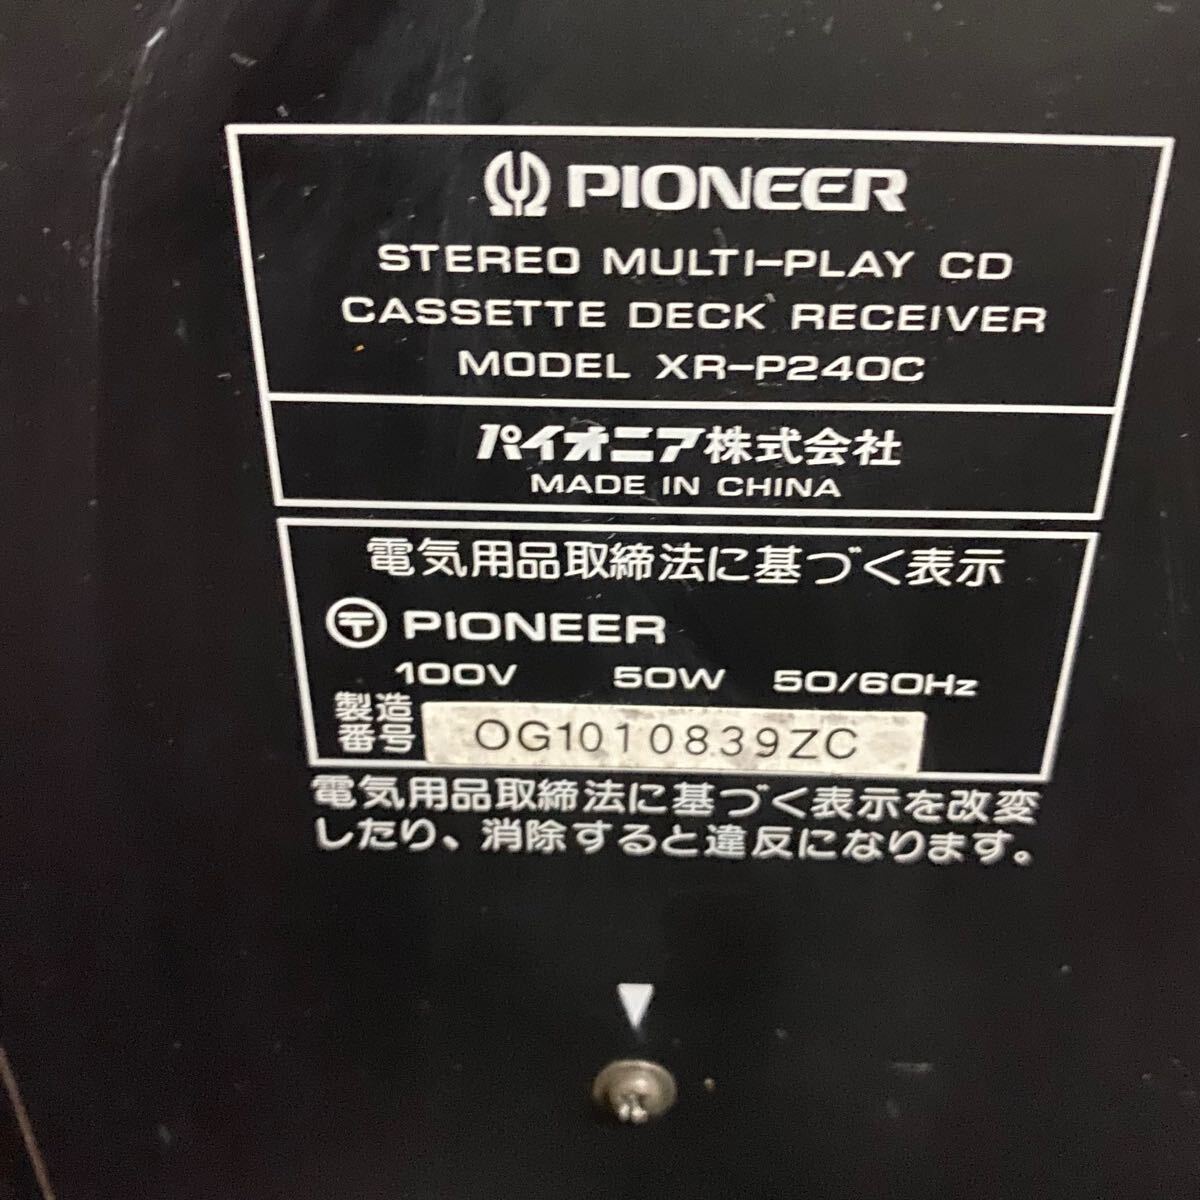 PIONEER
STEREO MULTI-PLAY CD
CASSETTE DECK RECEIVER
MODEL XR-P240C
パイオニア株式会社
MADE IN CHINA
電気用品取締法に基づく表示
〒 PIONEER
100V 50W 50/60Hz
製造
番号 OG1010839ZC
電気用品取締法に基づく表示を改変
したり、消除すると違反になります。